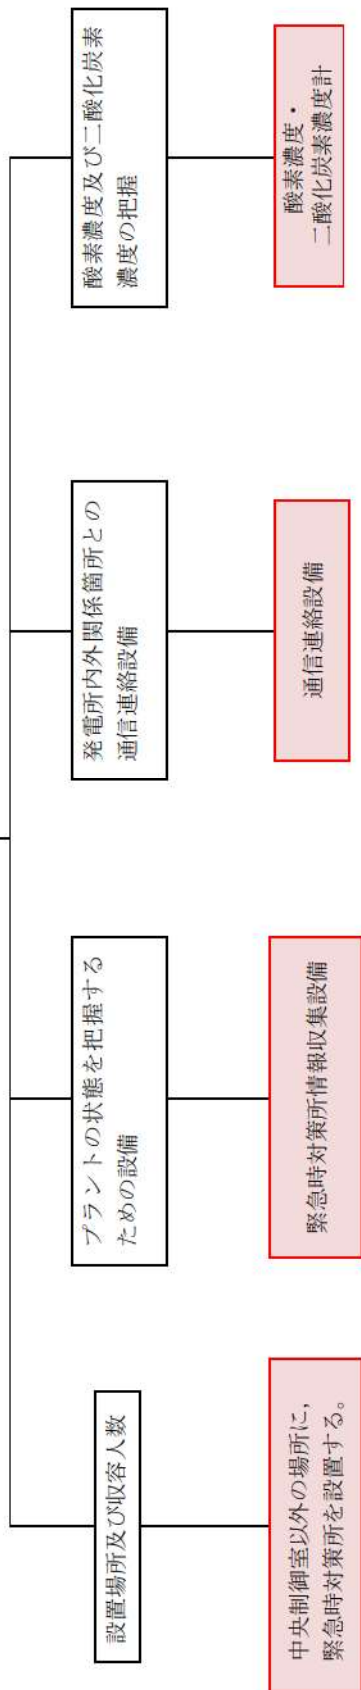 設置場所及び収容人数
中央制御室以外の場所に,
緊急時対策所を設置する。
プラントの状態を把握する
ための設備
緊急時対策所情報収集設備
発電所内外関係箇所との
通信連絡設備
通信連絡設備
酸素濃度及び二酸化炭素
濃度の把握
酸素濃度・
二酸化炭素濃度計